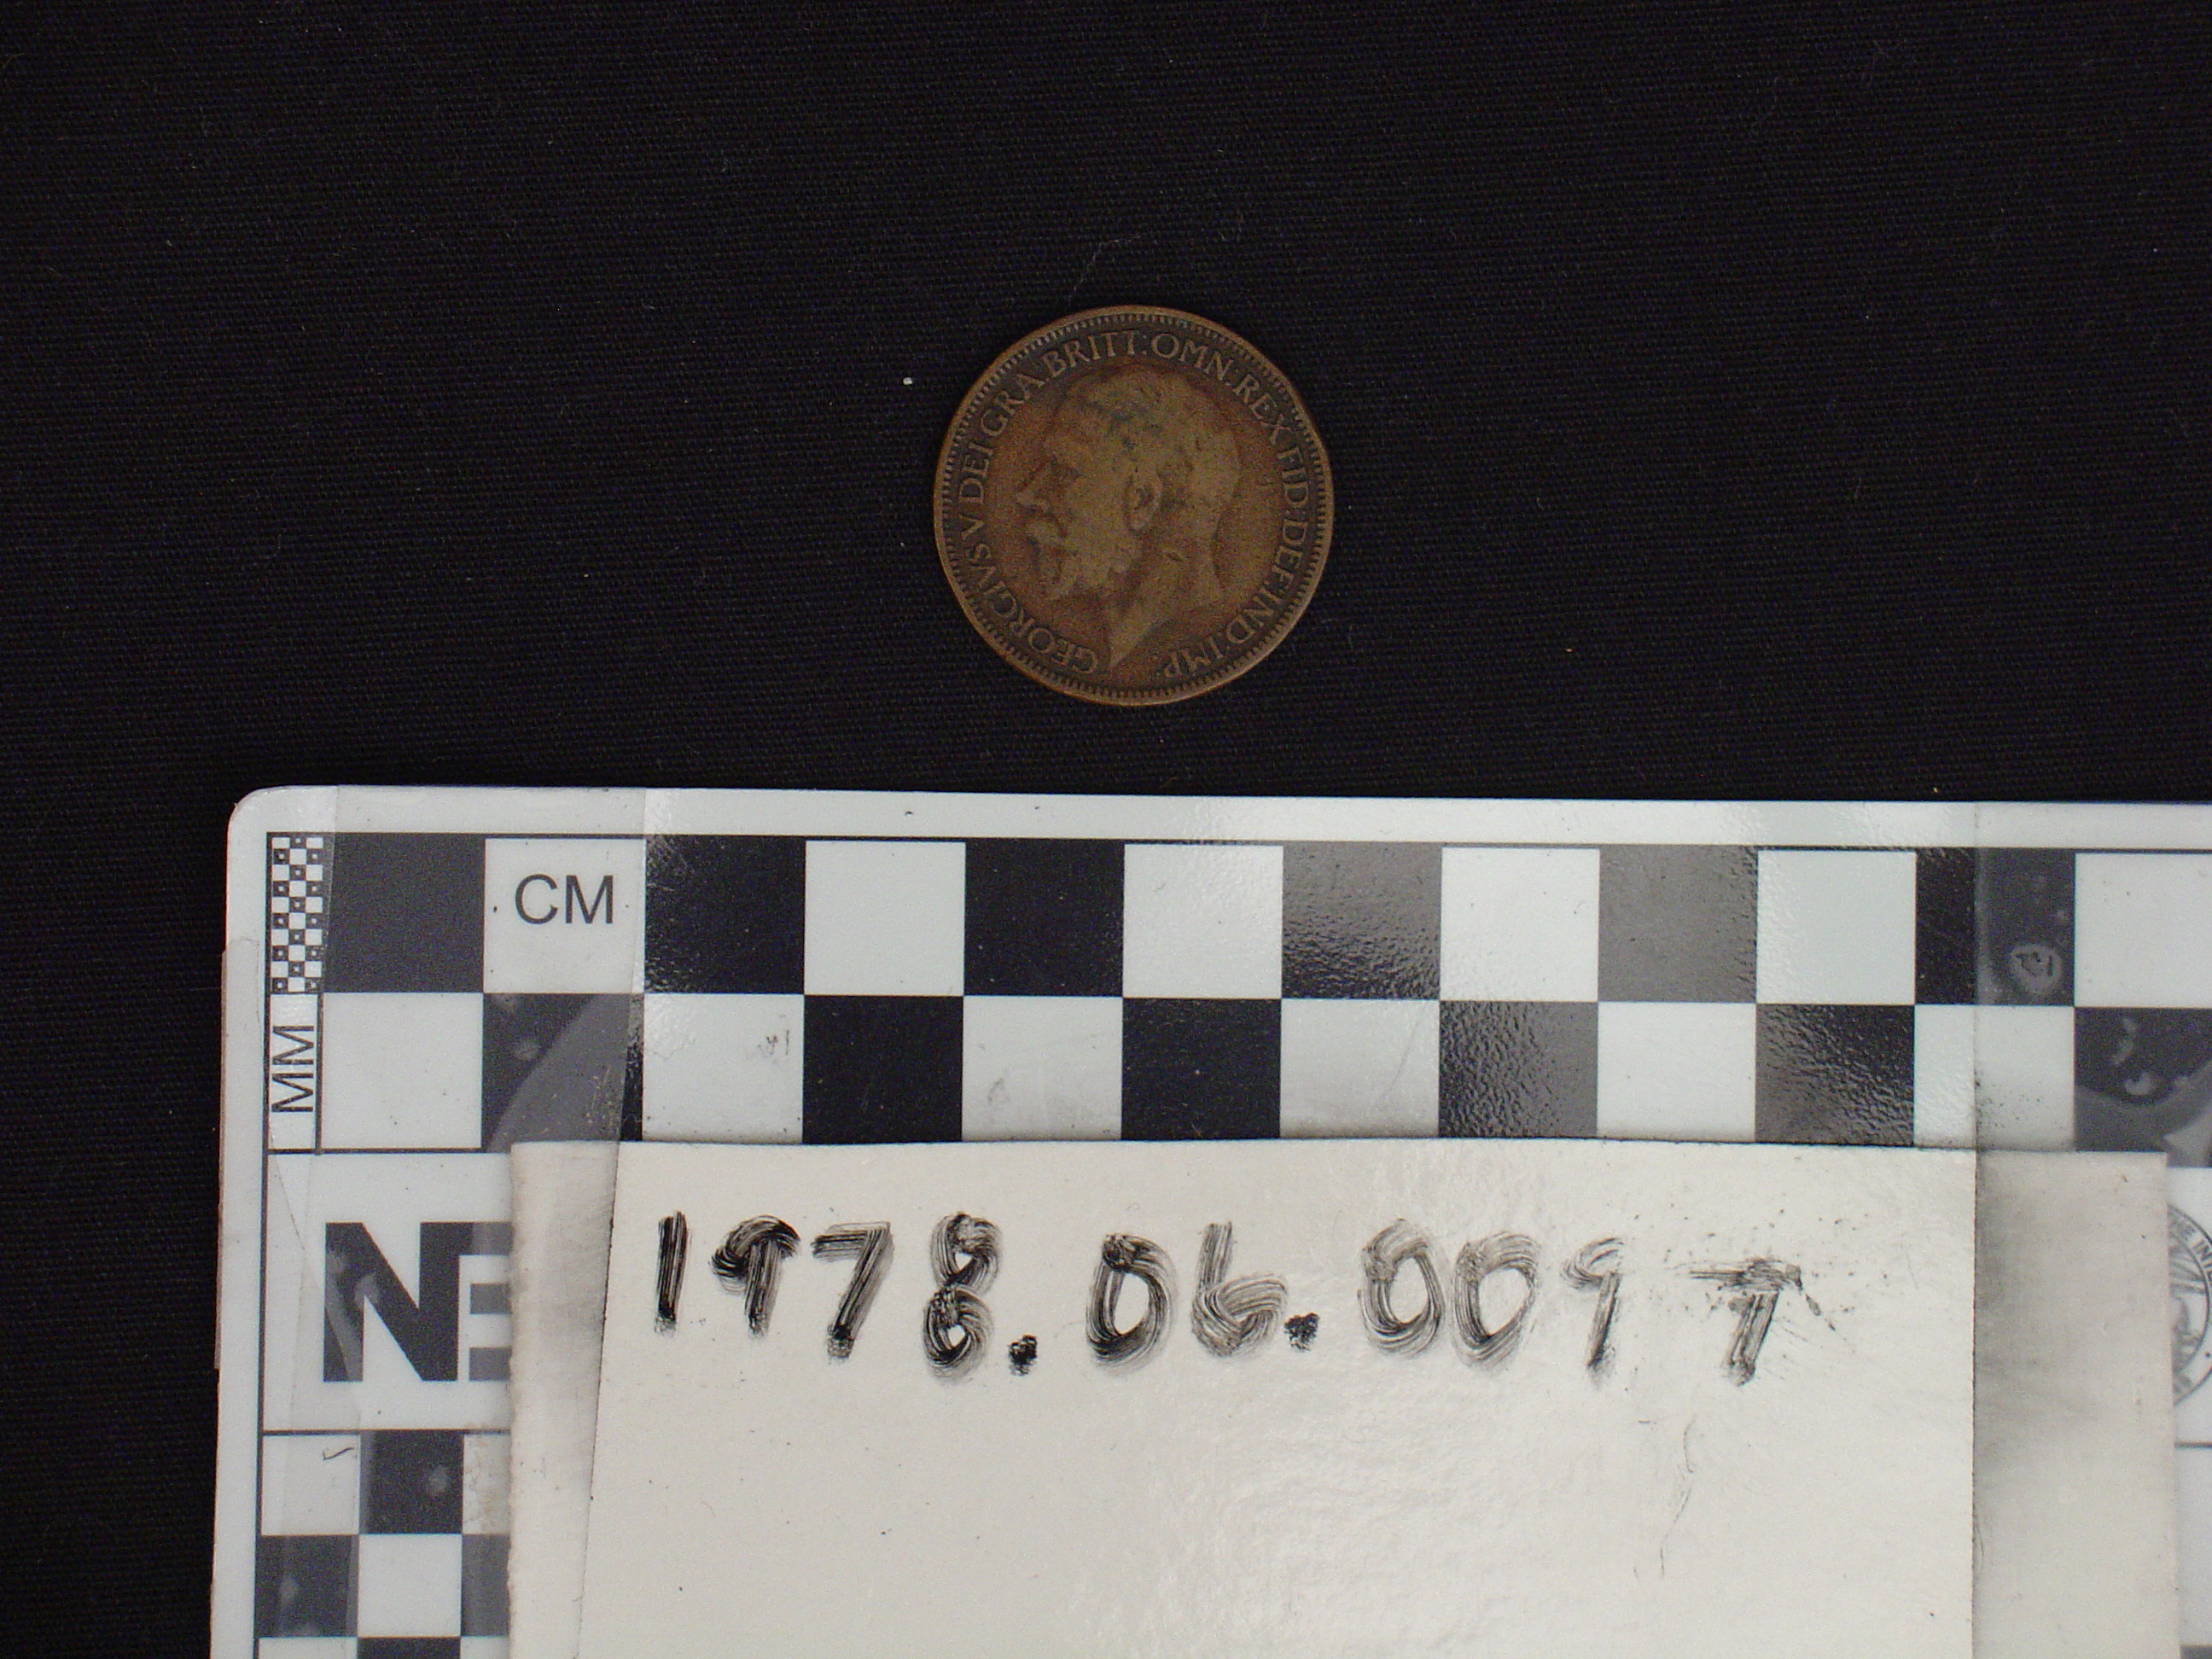 GEORGIVS V DEI GRA: BRITT: OMN: REX FID: DEF: IND: IMP:
CM
MM
1978.06.009 T